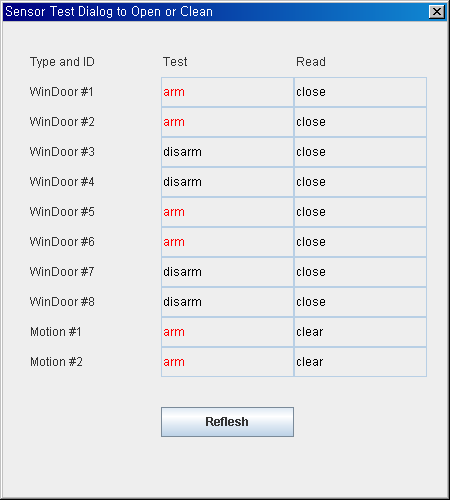 Sensor Test Dialog to Open or Clean
Type and ID Test Read
WinDoor #1 arm close
WinDoor #2 arm close
WinDoor #3 disarm close
WinDoor #4 disarm close
WinDoor #5 arm close
WinDoor #6 arm close
WinDoor #7 disarm close
WinDoor #8 disarm close
Motion #1 arm clear
Motion #2 arm clear
Reflesh